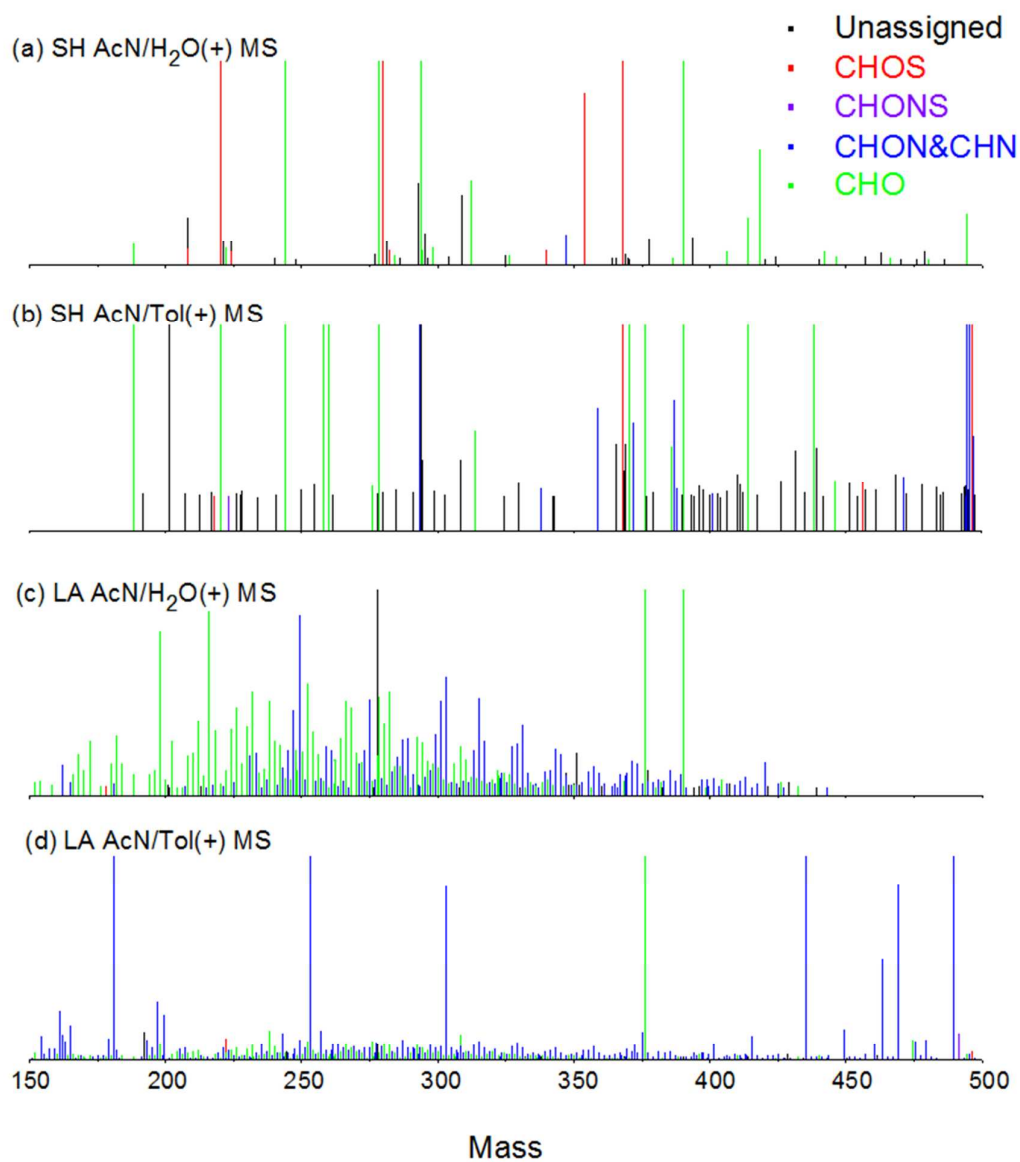 (a) SH AcN/H₂O(+) MS
Unassigned
CHOS
CHONS
CHON&CHN
CHO
(b) SH AcN/Tol(+) MS
(c) LA AcN/H₂O(+) MS
(d) LA AcN/Tol(+) MS
150 200 250 300 350 400 450 500
Mass